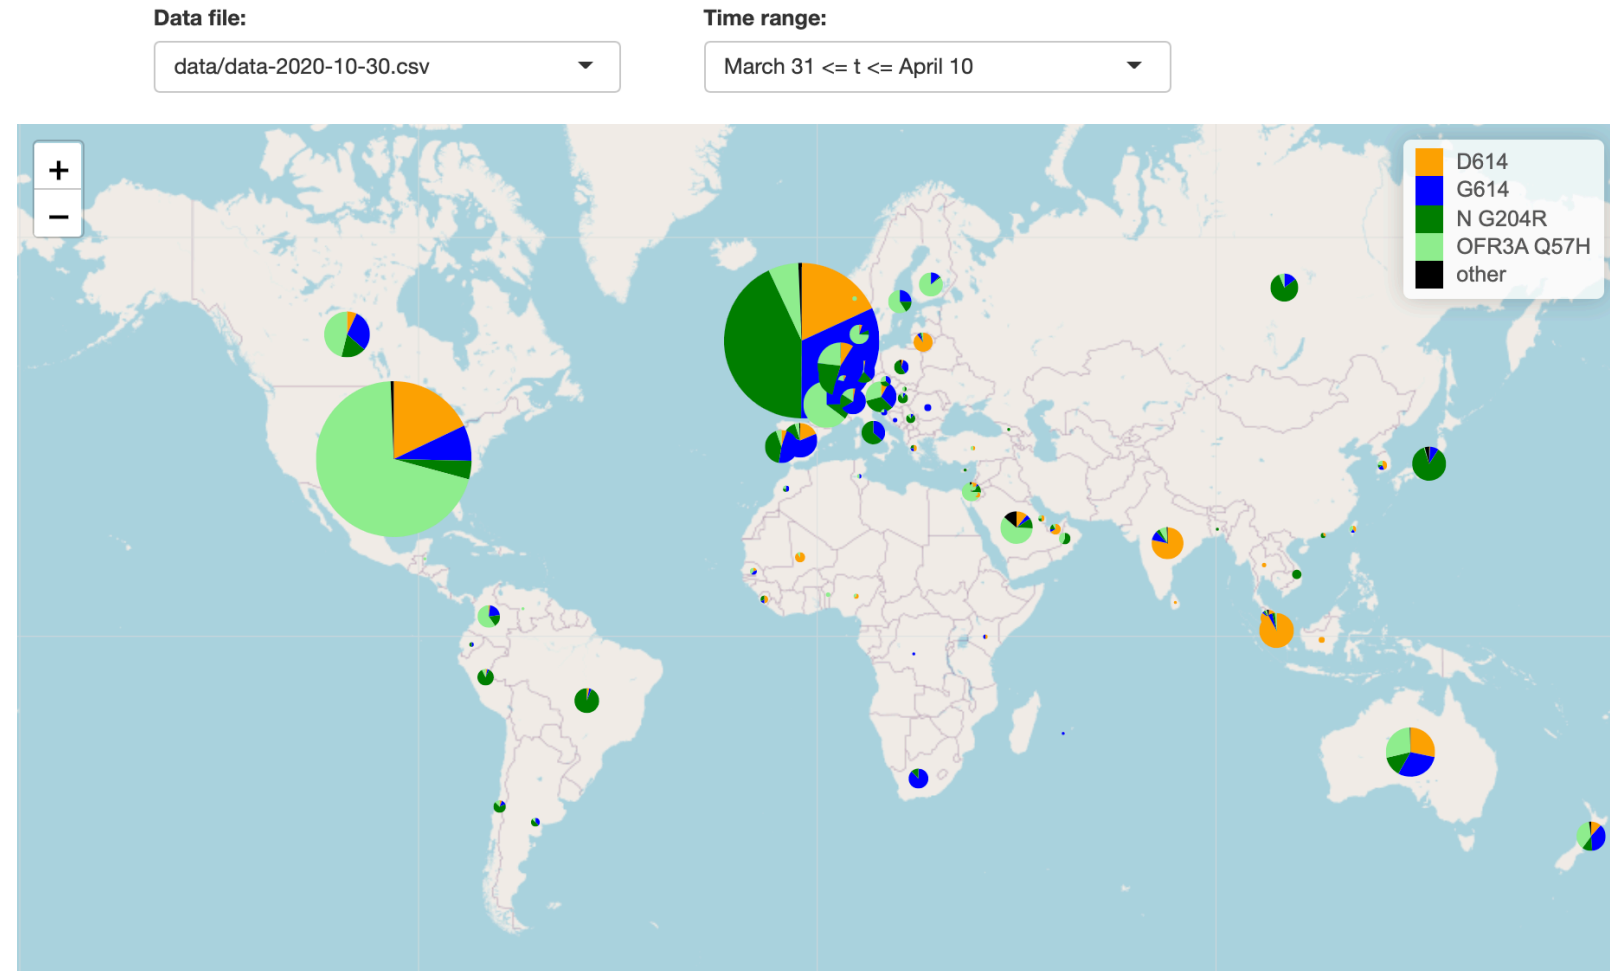 Data file:
Time range:
data/data-2020-10-30.csv
March 31 <= t <= April 10
+
−
D614
G614
N G204R
OFR3A Q57H
other